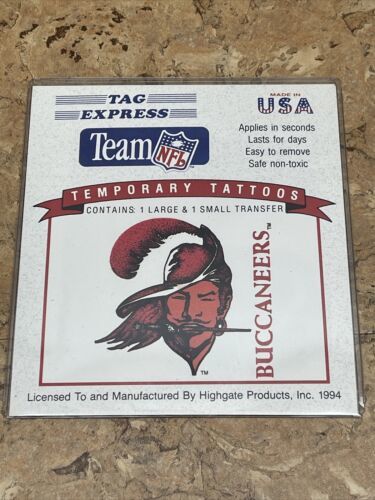 TAG
EXPRESS
MADE IN
USA
Team NFL
Applies in seconds
Lasts for days
Easy to remove
Safe non-toxic
TEMPORARY TATTOOS
CONTAINS: 1 LARGE & 1 SMALL TRANSFER
BUCCANEERS™
TM
Licensed To and Manufactured By Highgate Products, Inc. 1994